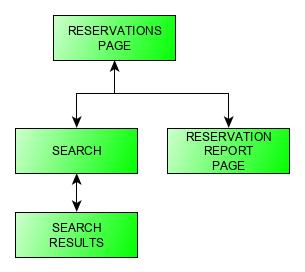 RESERVATIONS
PAGE
SEARCH
RESERVATION
REPORT
PAGE
SEARCH
RESULTS